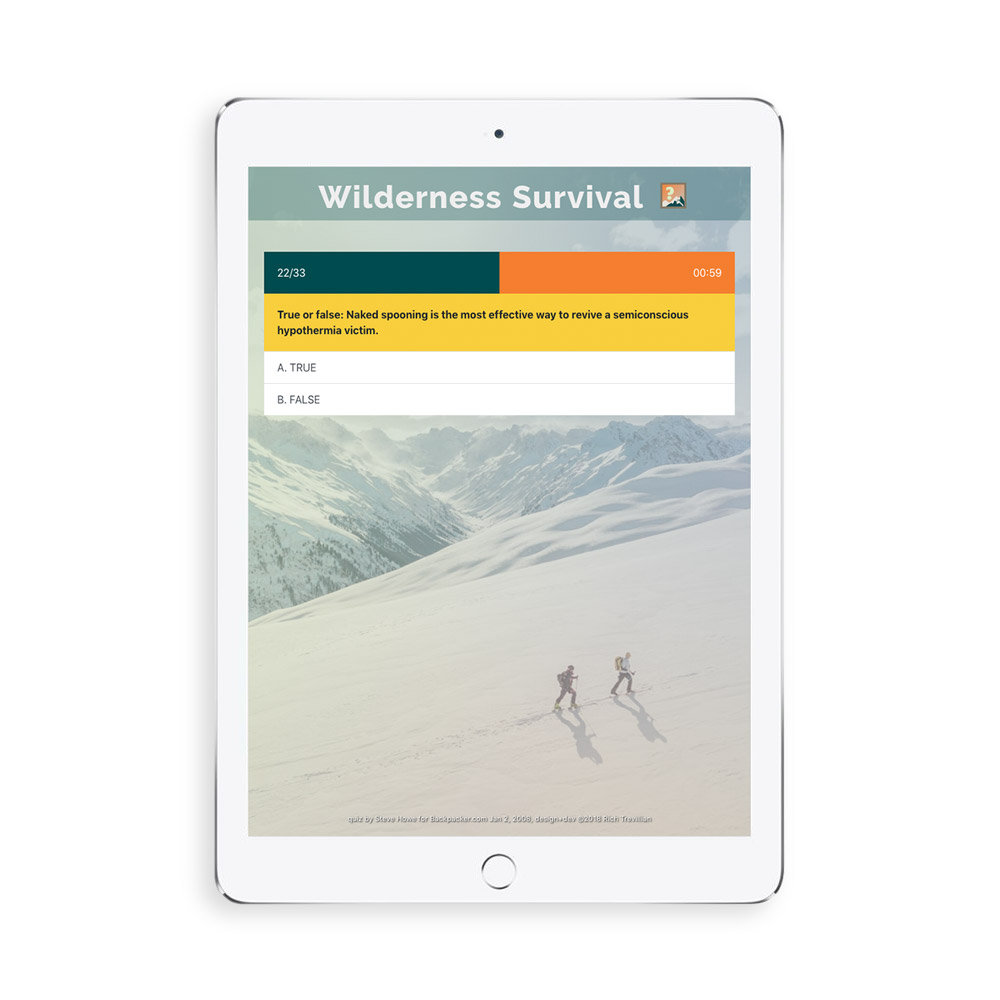 Wilderness Survival ?
22/33 00:59
True or false: Naked spooning is the most effective way to revive a semiconscious
hypothermia victim.
A. TRUE
B. FALSE
quiz by Steve Howe for Backpacker.com Jan 2, 2008, design+dev ©2018 Rich Trevilian